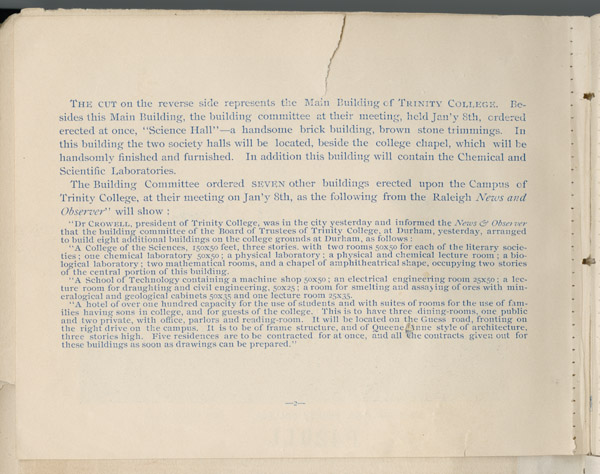 THE CUT on the reverse side represents the Main Building of TRINITY COLLEGE. Be-
sides this Main Building, the building committee at their meeting, held Jan'y 8th, ordered
erected at once, "Science Hall"—a handsome brick building, brown stone trimmings. In
this building the two society halls will be located, beside the college chapel, which will be
handsomly finished and furnished. In addition this building will contain the Chemical and
Scientific Laboratories.
The Building Committee ordered SEVEN other buildings erected upon the Campus of
Trinity College, at their meeting on Jan'y 8th, as the following from the Raleigh News and
Observer" will show :
"Dr CROWELL, president of Trinity College, was in the city yesterday and informed the News & Observer
that the building committee of the Board of Trustees of Trinity College, at Durham, yesterday, arranged
to build eight additional buildings on the college grounds at Durham, as follows :
"A College of the Sciences, 150x50 feet, three stories, with two rooms 50x50 for each of the literary socie-
ties ; one chemical laboratory 50x50 ; a physical laboratory ; a physical and chemical lecture room ; a bio-
logical laboratory ; two mathematical rooms, and a chapel of amphitheatrical shape, occupying two stories
of the central portion of this building.
"A School of Technology containing a machine shop 50x50 ; an electrical engineering room 25x50 ; a lec-
ture room for draughting and civil engineering, 50x25 ; a room for smelting and assaying of ores with min-
eralogical and geological cabinets 50x35 and one lecture room 25x35.
"A hotel of over one hundred capacity for the use of students and with suites of rooms for the use of fam-
ilies having sons in college, and for guests of the college. This is to have three dining-rooms, one public
and two private, with office, parlors and reading-room. It will be located on the Guess road, fronting on
the right drive on the campus. It is to be of frame structure, and of Queene Anne style of architecture,
three stories high. Five residences are to be contracted for at once, and all the contracts given out for
these buildings as soon as drawings can be prepared."
—2—